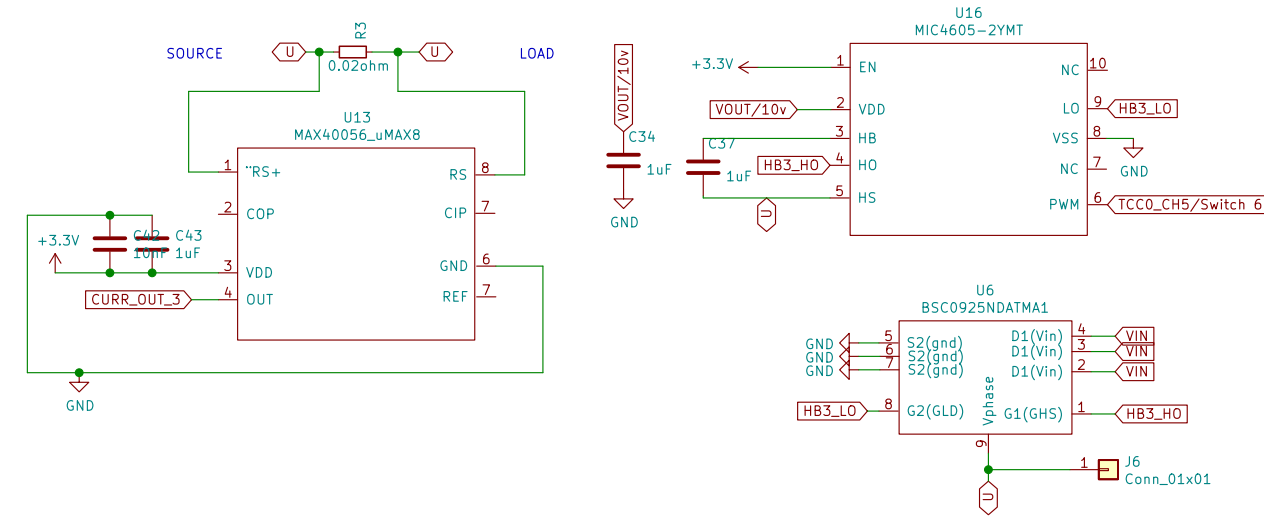 SOURCE
U
R3
0.02ohm
U
LOAD
U13
MAX40056_uMAX8
1
¨RS+
2
COP
3
VDD
4
OUT
RS
8
CIP
7
GND
6
REF
7
+3.3V
C42
10nF
C43
1uF
CURR_OUT_3
GND
VOUT/10v
C34
1uF
GND
U16
MIC4605-2YMT
+3.3V
1
EN
VOUT/10v
2
VDD
C37
1uF
3
HB
HB3_HO
4
HO
5
HS
U
NC
10
LO
9
HB3_LO
VSS
8
GND
NC
7
PWM
6
TCC0_CH5/Switch 6
U6
BSC0925NDATMA1
GND
5
S2(gnd)
GND
6
S2(gnd)
GND
7
S2(gnd)
HB3_LO
8
G2(GLD)
Vphase
9
D1(Vin)
4
VIN
D1(Vin)
3
VIN
D1(Vin)
2
VIN
G1(GHS)
1
HB3_HO
1
J6
Conn_01x01
U